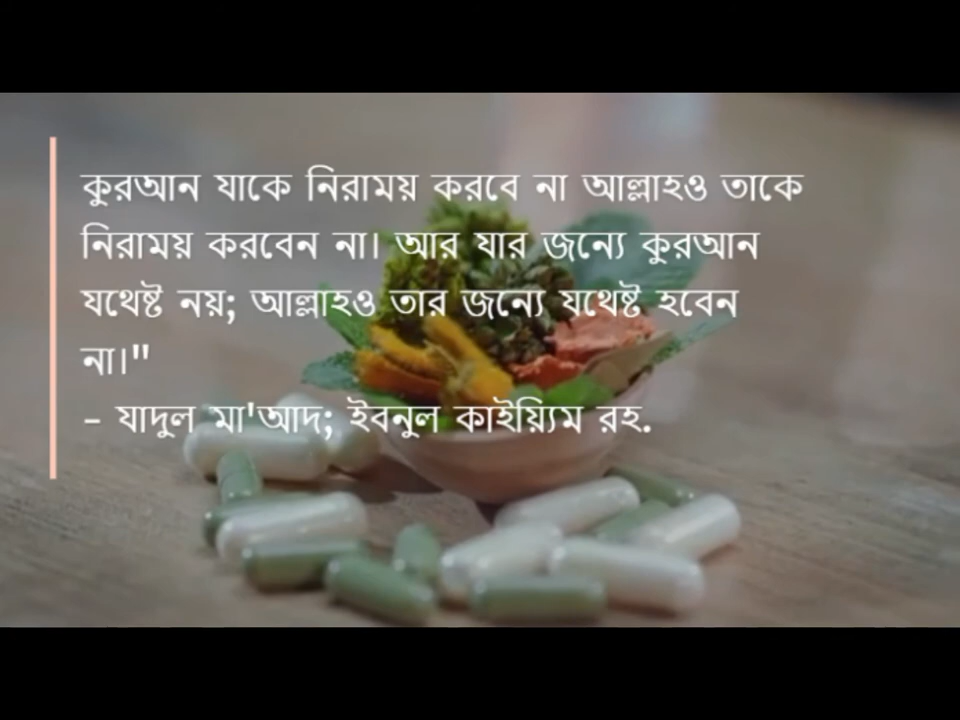 কুরআন যাকে নিরাময় করবে না আল্লাহও তাকে
নিরাময় করবেন না। আর যার জন্যে কুরআন
যথেষ্ট নয়; আল্লাহও তার জন্যে যথেষ্ট হবেন
না।"
- যাদুল মা'আদ; ইবনুল কাইয়্যিম রহ.